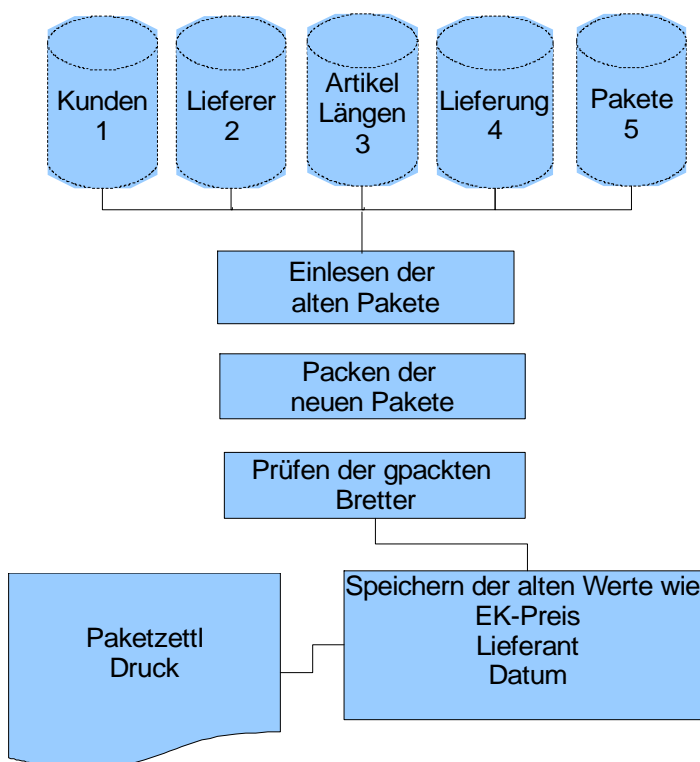 Kunden
1
Lieferer
2
Artikel
Längen
3
Lieferung
4
Pakete
5
Einlesen der
alten Pakete
Packen der
neuen Pakete
Prüfen der gpackten
Bretter
Speichern der alten Werte wie
EK-Preis
Lieferant
Datum
Paketzettl
Druck